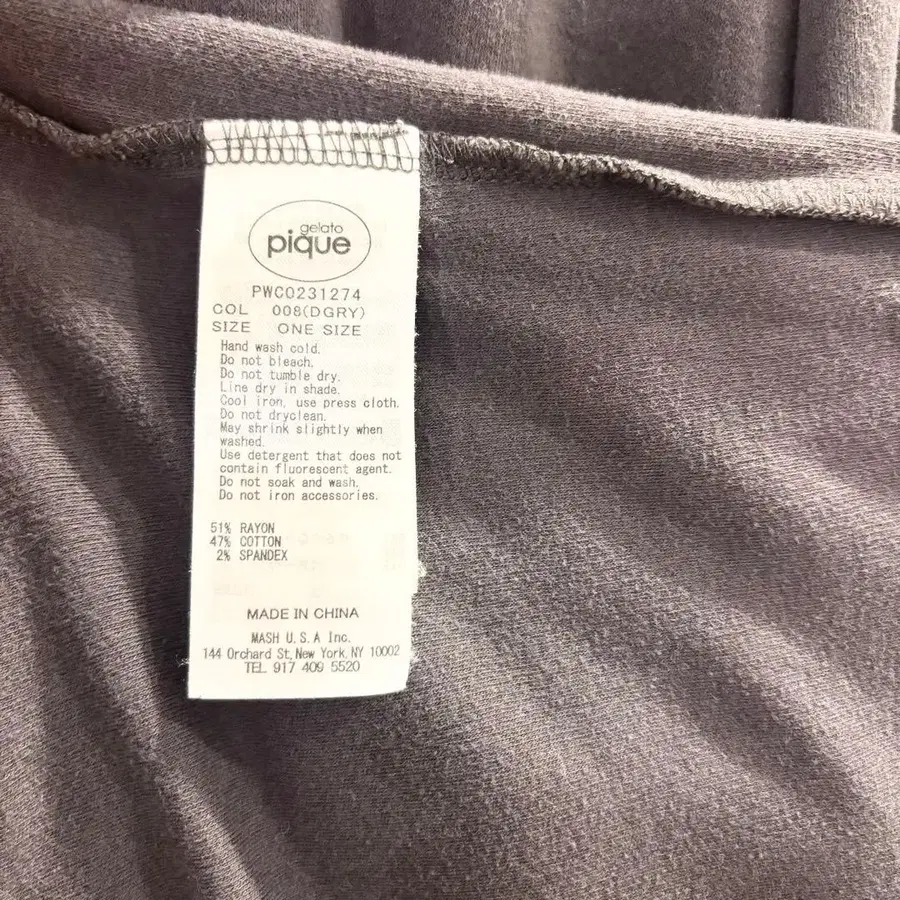 gelato
pique
PWC0231274
COL 008(DGRY)
SIZE ONE SIZE
Hand wash cold.
Do not bleach.
Do not tumble dry.
Line dry in shade.
Cool iron, use press cloth.
Do not dryclean.
May shrink slightly when
washed.
Use detergent that does not
contain fluorescent agent.
Do not soak and wash.
Do not iron accessories.
51% RAYON
47% COTTON
2% SPANDEX
MADE IN CHINA
MASH U.S.A Inc.
144 Orchard St, New York, NY 10002
TEL 917 409 5520